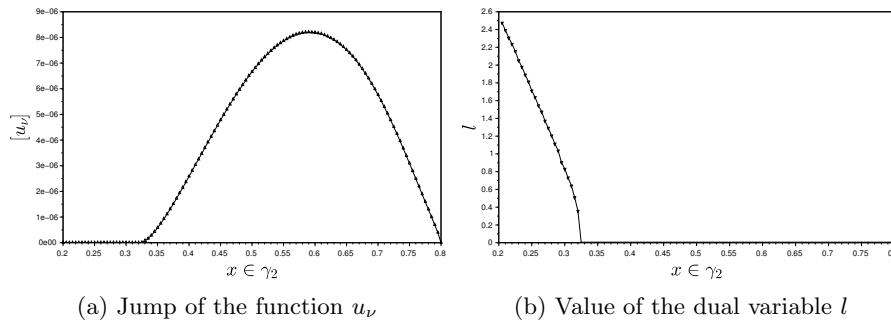 9e−06
8e−06
7e−06
6e−06
5e−06
4e−06
3e−06
2e−06
1e−06
0e00
[u_ν]
0.2 0.25 0.3 0.35 0.4 0.45 0.5 0.55 0.6 0.65 0.7 0.75 0.8
x ∈ γ₂
(a) Jump of the function u_ν
2.6
2.4
2.2
2
1.8
1.6
1.4
1.2
1
0.8
0.6
0.4
0.2
0
l
0.2 0.25 0.3 0.35 0.4 0.45 0.5 0.55 0.6 0.65 0.7 0.75 0.8
x ∈ γ₂
(b) Value of the dual variable l